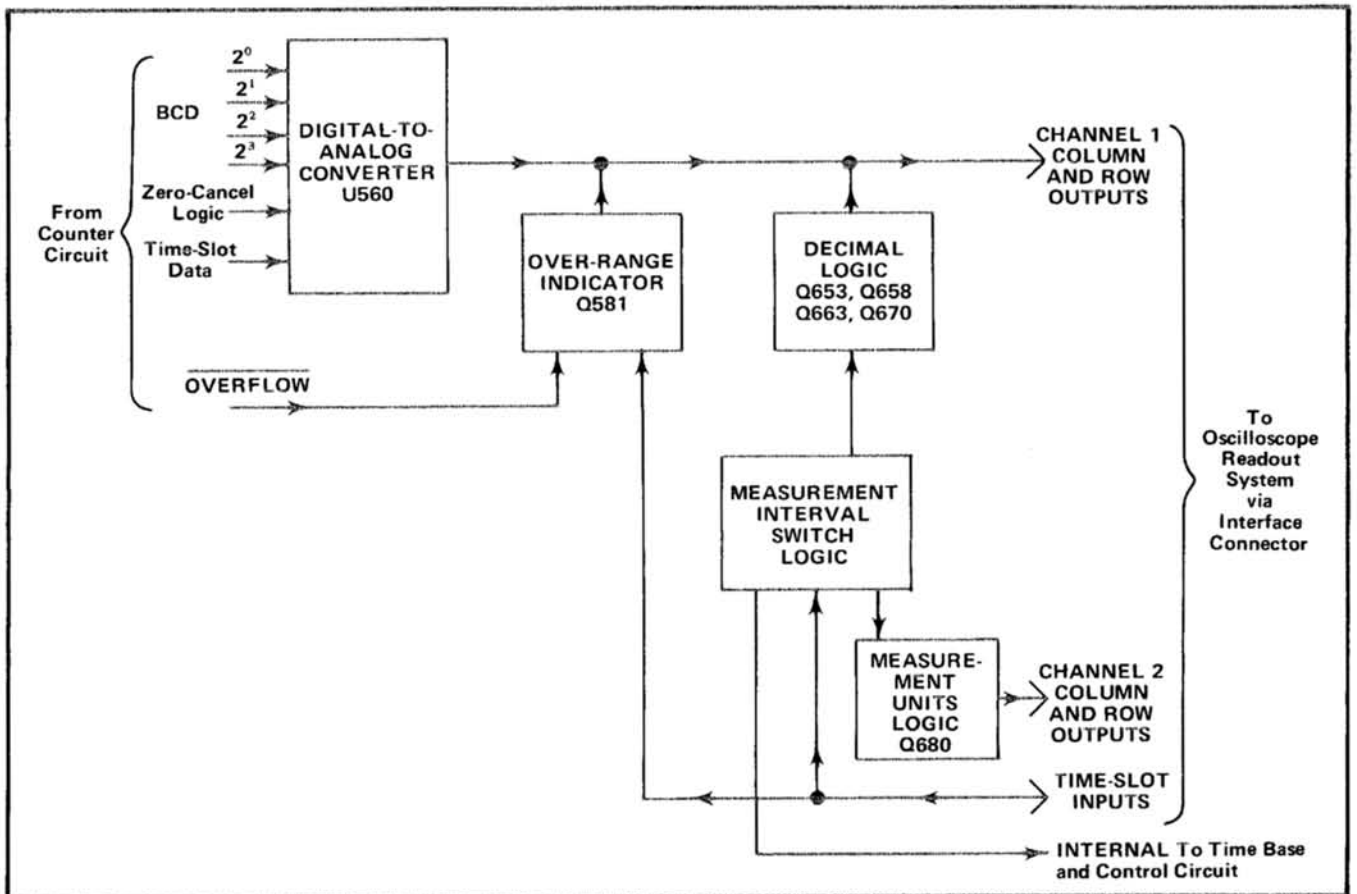 2⁰
2¹
BCD
2²
2³
Zero-Cancel
Logic
Time-Slot
Data
From
Counter
Circuit
DIGITAL-TO-
ANALOG
CONVERTER
U560
OVERFLOW
OVER-RANGE
INDICATOR
Q581
DECIMAL
LOGIC
Q653, Q658
Q663, Q670
MEASUREMENT
INTERVAL
SWITCH
LOGIC
MEASURE-
MENT
UNITS
LOGIC
Q680
CHANNEL 1
COLUMN
AND ROW
OUTPUTS
To
Oscilloscope
Readout
System
via
Interface
Connector
CHANNEL 2
COLUMN
AND ROW
OUTPUTS
TIME-SLOT
INPUTS
INTERNAL To Time Base
and Control Circuit